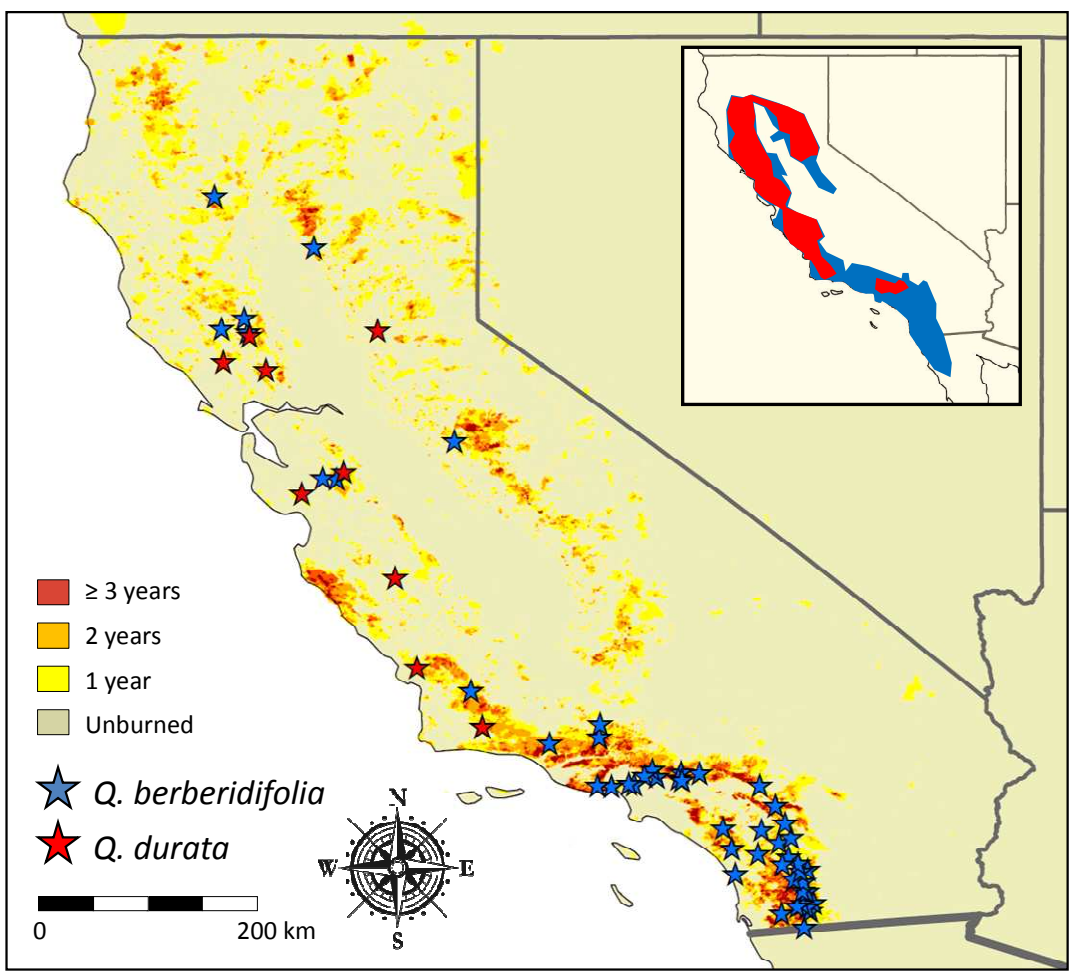 ≥ 3 years
2 years
1 year
Unburned
Q. berberidifolia
Q. durata
N
W E
S
0 200 km